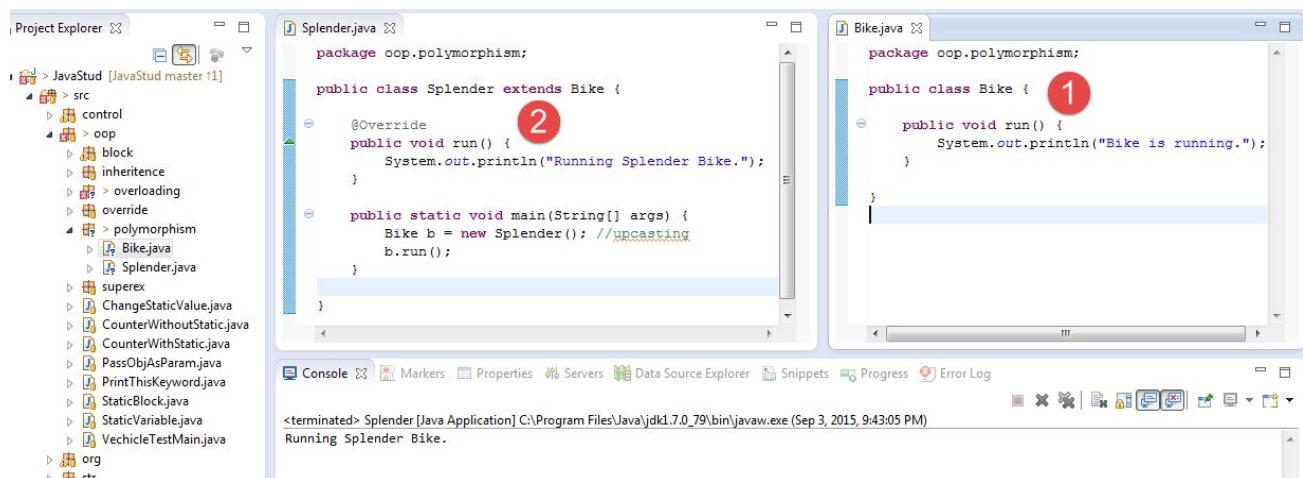 Project Explorer
> JavaStud [JavaStud master ↑1]
> src
control
> oop
block
inheritence
> overloading
override
> polymorphism
Bike.java
Splender.java
superex
ChangeStaticValue.java
CounterWithoutStatic.java
CounterWithStatic.java
PassObjAsParam.java
PrintThisKeyword.java
StaticBlock.java
StaticVariable.java
VechicleTestMain.java
org
Splender.java
package oop.polymorphism;
public class Splender extends Bike {
2
@Override
public void run() {
System.out.println("Running Splender Bike.");
}
public static void main(String[] args) {
Bike b = new Splender(); //upcasting
b.run();
}
}
Bike.java
package oop.polymorphism;
public class Bike {
1
public void run() {
System.out.println("Bike is running.");
}
}
Console Markers Properties Servers Data Source Explorer Snippets Progress Error Log
<terminated> Splender [Java Application] C:\Program Files\Java\jdk1.7.0_79\bin\javaw.exe (Sep 3, 2015, 9:43:05 PM)
Running Splender Bike.